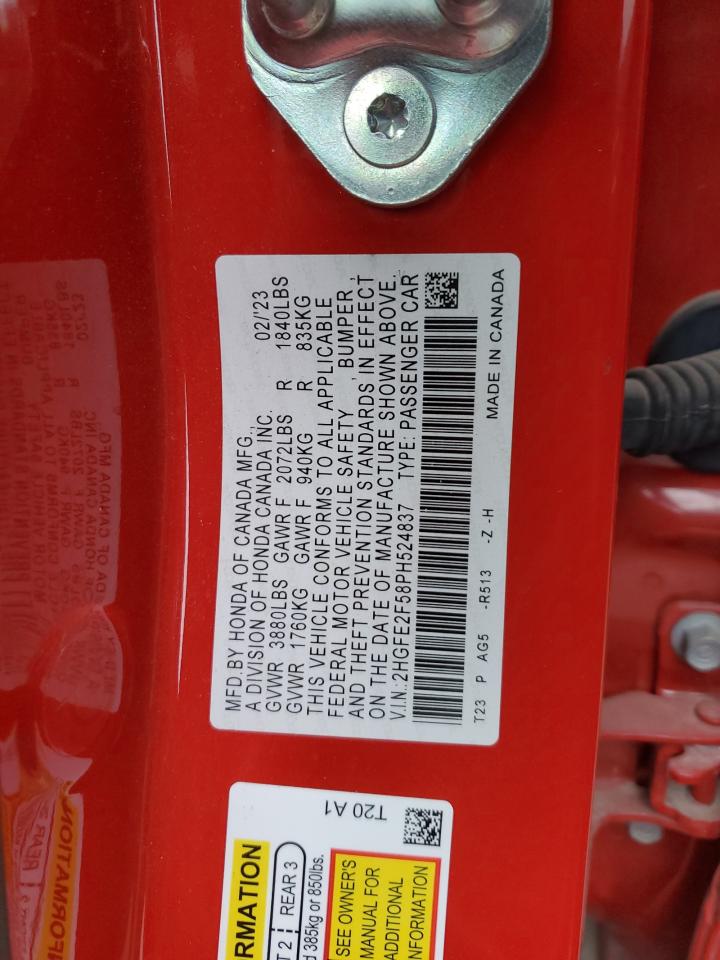 MFD.BY HONDA OF CANADA MFG., 02/'23
A DIVISION OF HONDA CANADA INC.
GVWR 3880LBS GAWR F 2072LBS R 1840LBS
GVWR 1760KG GAWR F 940KG R 835KG
THIS VEHICLE CONFORMS TO ALL APPLICABLE
FEDERAL MOTOR VEHICLE SAFETY, BUMPER,
AND THEFT PREVENTION STANDARDS IN EFFECT
ON THE DATE OF MANUFACTURE SHOWN ABOVE.
V.I.N.:2HGFE2F58PH524837 TYPE: PASSENGER CAR
T23 P AG5 -R513 -Z -H MADE IN CANADA
T20 A1
REAR 3
385kg or 850lbs.
SEE OWNER'S
MANUAL FOR
ADDITIONAL
INFORMATION